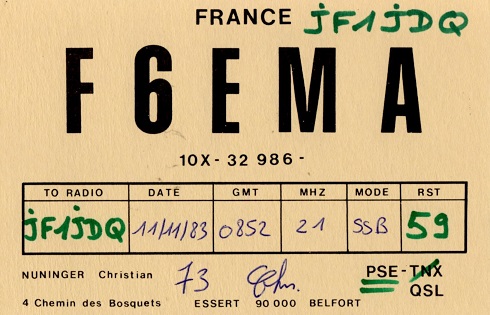 FRANCE jF1jDQ
F6EMA
10X-32 986-
TO RADIO DATE GMT MHZ MODE RST
jF1jDQ 11/11/83 0852 21 SSB 59
NUNINGER Christian 73 PSE-TNX
QSL
4 Chemin des Bosquets ESSERT 90 000 BELFORT